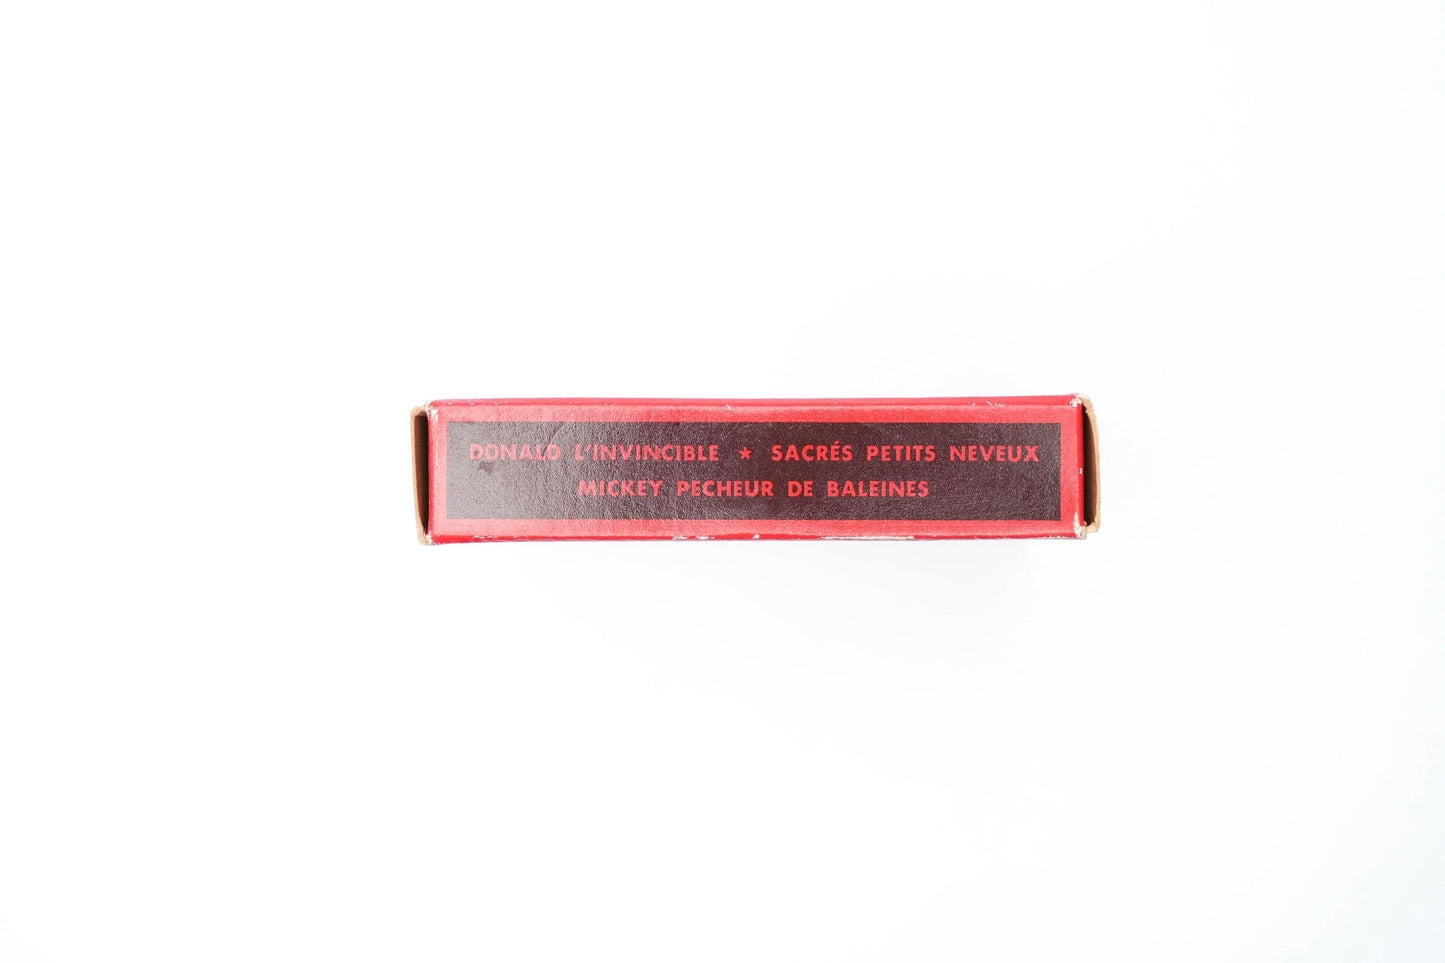 DONALD L'INVINCIBLE ★ SACRÉS PETITS NEVEUX
MICKEY PECHEUR DE BALEINES